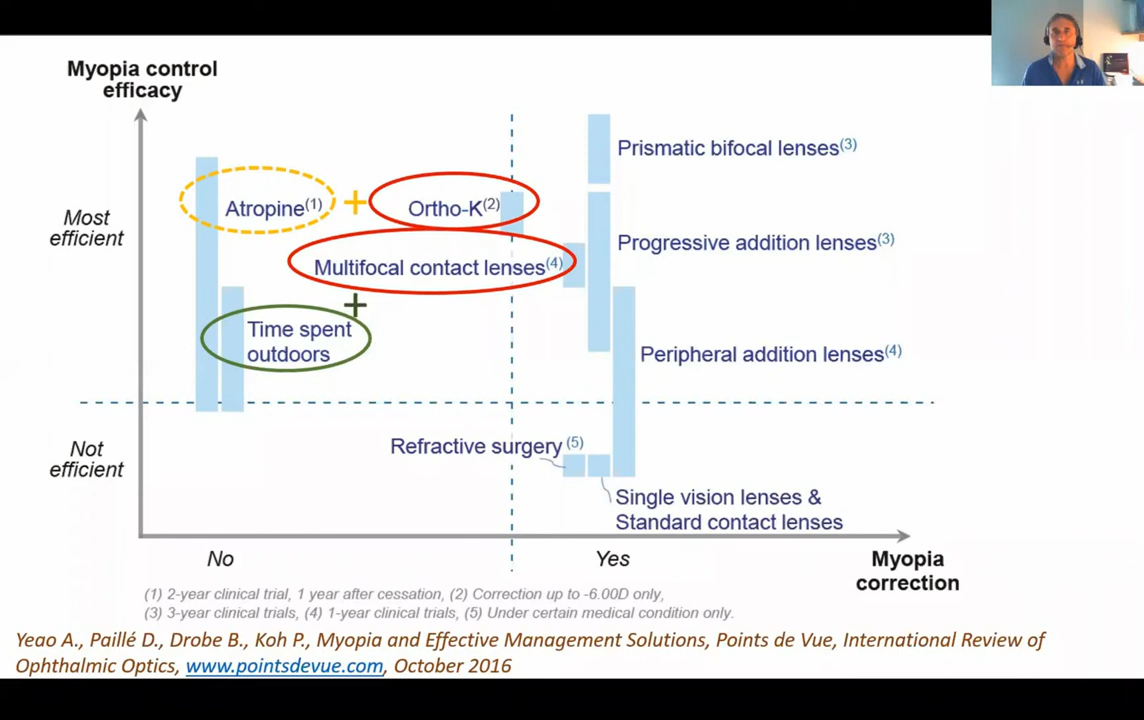 Myopia control
efficacy
Prismatic bifocal lenses(3)
Most
efficient
Atropine(1)
+
Ortho-K(2)
Progressive addition lenses(3)
Multifocal contact lenses(4)
+
Time spent
outdoors
Peripheral addition lenses(4)
Not
efficient
Refractive surgery (5)
Single vision lenses &
Standard contact lenses
No
Yes
Myopia
correction
(1) 2-year clinical trial, 1 year after cessation, (2) Correction up to -6.00D only,
(3) 3-year clinical trials, (4) 1-year clinical trials, (5) Under certain medical condition only.
Yeao A., Paillé D., Drobe B., Koh P., Myopia and Effective Management Solutions, Points de Vue, International Review of
Ophthalmic Optics, www.pointsdevue.com, October 2016